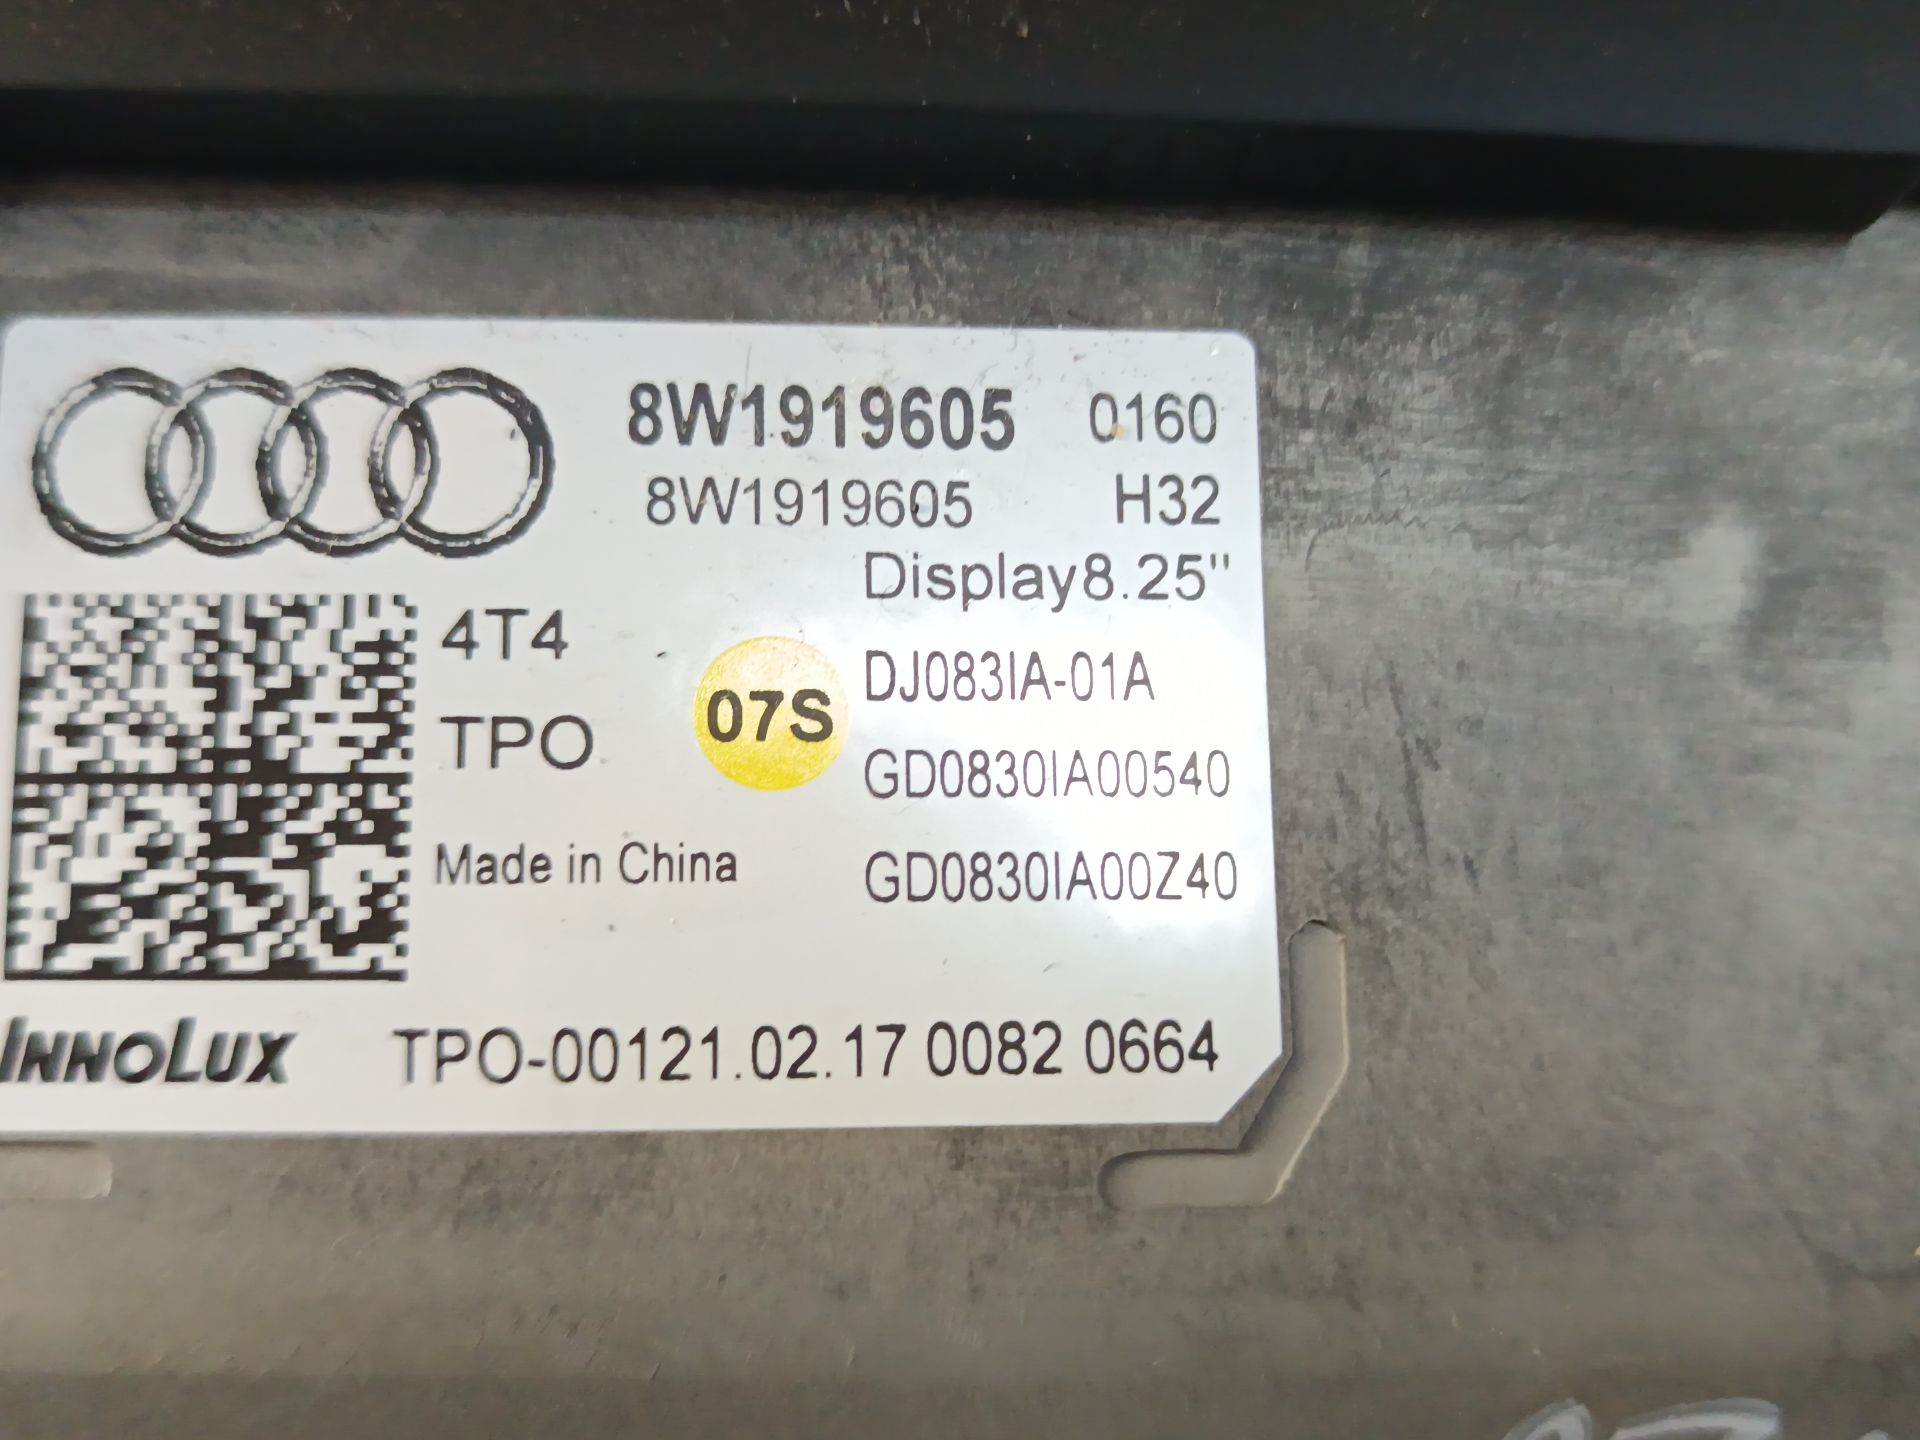 8W1919605 0160
8W1919605 H32
Display8.25"
4T4
DJ083IA-01A
07S
TPO
GD0830IA00540
Made in China
GD0830IA00Z40
INNOLUX TPO-00121.02.17 0082 0664